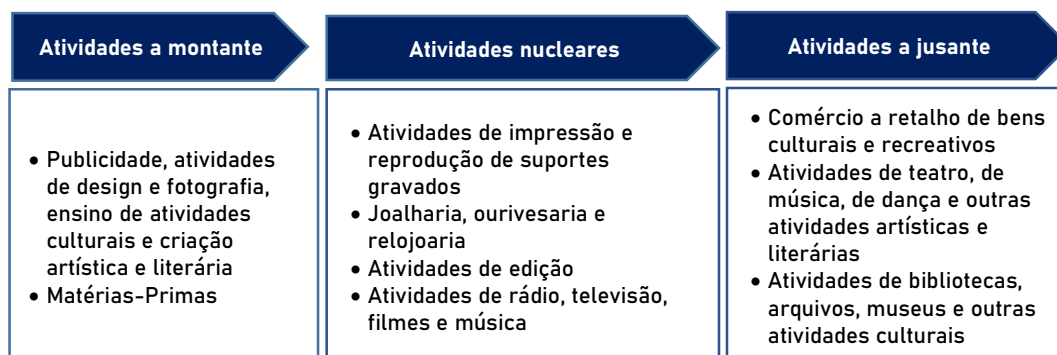 Atividades a montante
• Publicidade, atividades
de design e fotografia,
ensino de atividades
culturais e criação
artística e literária
• Matérias-Primas
Atividades nucleares
• Atividades de impressão e
reprodução de suportes
gravados
• Joalharia, ourivesaria e
relojoaria
• Atividades de edição
• Atividades de rádio, televisão,
filmes e música
Atividades a jusante
• Comércio a retalho de bens
culturais e recreativos
• Atividades de teatro, de
música, de dança e outras
atividades artísticas e
literárias
• Atividades de bibliotecas,
arquivos, museus e outras
atividades culturais